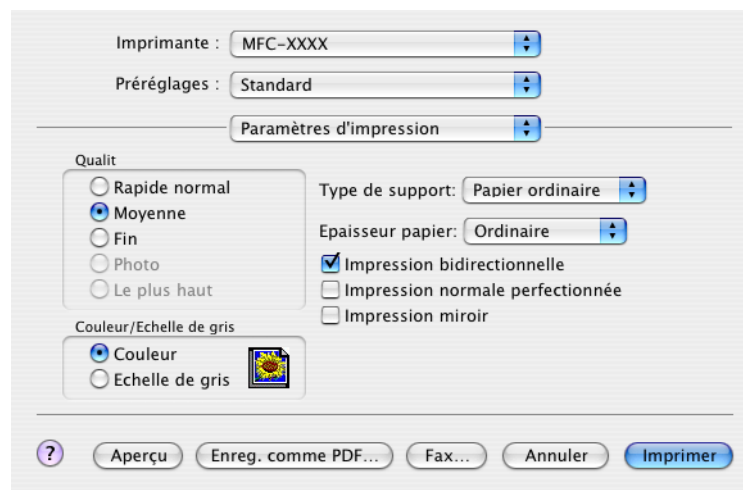 Imprimante : MFC-XXXX
Préréglages : Standard
Paramètres d'impression
Qualit
Rapide normal
Moyenne
Fin
Photo
Le plus haut
Type de support: Papier ordinaire
Epaisseur papier: Ordinaire
Impression bidirectionnelle
Impression normale perfectionnée
Impression miroir
Couleur/Echelle de gris
Couleur
Echelle de gris
? Aperçu Enreg. comme PDF... Fax... Annuler Imprimer